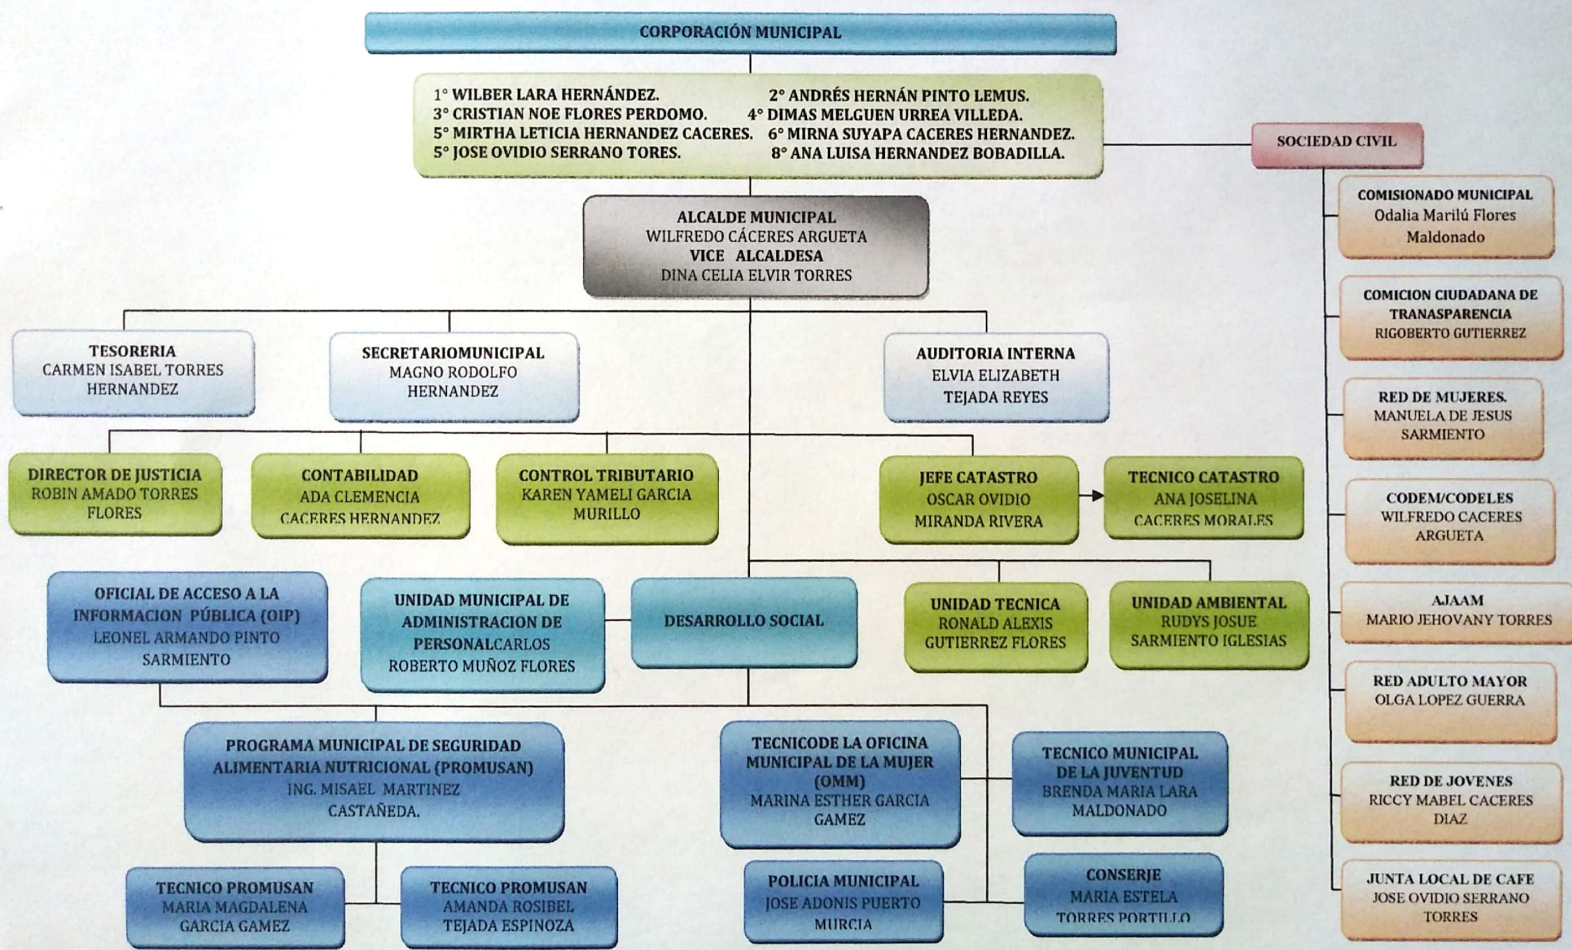 CORPORACIÓN MUNICIPAL
1° WILBER LARA HERNÁNDEZ. 2° ANDRÉS HERNÁN PINTO LEMUS.
3° CRISTIAN NOE FLORES PERDOMO. 4° DIMAS MELGUEN URREA VILLEDA.
5° MIRTHA LETICIA HERNANDEZ CACERES. 6° MIRNA SUYAPA CACERES HERNANDEZ.
5° JOSE OVIDIO SERRANO TORES. 8° ANA LUISA HERNANDEZ BOBADILLA.
SOCIEDAD CIVIL
ALCALDE MUNICIPAL
WILFREDO CÁCERES ARGUETA
VICE ALCALDESA
DINA CELIA ELVIR TORRES
TESORERIA
CARMEN ISABEL TORRES
HERNANDEZ
SECRETARIOMUNICIPAL
MAGNO RODOLFO
HERNANDEZ
AUDITORIA INTERNA
ELVIA ELIZABETH
TEJADA REYES
DIRECTOR DE JUSTICIA
ROBIN AMADO TORRES
FLORES
CONTABILIDAD
ADA CLEMENCIA
CACERES HERNANDEZ
CONTROL TRIBUTARIO
KAREN YAMELI GARCIA
MURILLO
JEFE CATASTRO
OSCAR OVIDIO
MIRANDA RIVERA
TECNICO CATASTRO
ANA JOSELINA
CACERES MORALES
OFICIAL DE ACCESO A LA
INFORMACION PÚBLICA (OIP)
LEONEL ARMANDO PINTO
SARMIENTO
UNIDAD MUNICIPAL DE
ADMINISTRACION DE
PERSONALCARLOS
ROBERTO MUÑOZ FLORES
DESARROLLO SOCIAL
UNIDAD TECNICA
RONALD ALEXIS
GUTIERREZ FLORES
UNIDAD AMBIENTAL
RUDYS JOSUE
SARMIENTO IGLESIAS
PROGRAMA MUNICIPAL DE SEGURIDAD
ALIMENTARIA NUTRICIONAL (PROMUSAN)
ING. MISAEL MARTINEZ
CASTAÑEDA.
TECNICODE LA OFICINA
MUNICIPAL DE LA MUJER
(OMM)
MARINA ESTHER GARCIA
GAMEZ
TECNICO MUNICIPAL
DE LA JUVENTUD
BRENDA MARIA LARA
MALDONADO
TECNICO PROMUSAN
MARIA MAGDALENA
GARCIA GAMEZ
TECNICO PROMUSAN
AMANDA ROSIBEL
TEJADA ESPINOZA
POLICIA MUNICIPAL
JOSE ADONIS PUERTO
MURCIA
CONSERJE
MARIA ESTELA
TORRES PORTILLO
COMISIONADO MUNICIPAL
Odalia Marilú Flores
Maldonado
COMICION CIUDADANA DE
TRANASPARENCIA
RIGOBERTO GUTIERREZ
RED DE MUJERES.
MANUELA DE JESUS
SARMIENTO
CODEM/CODELES
WILFREDO CACERES
ARGUETA
AJAAM
MARIO JEHOVANY TORRES
RED ADULTO MAYOR
OLGA LOPEZ GUERRA
RED DE JOVENES
RICCY MABEL CACERES
DIAZ
JUNTA LOCAL DE CAFE
JOSE OVIDIO SERRANO
TORRES